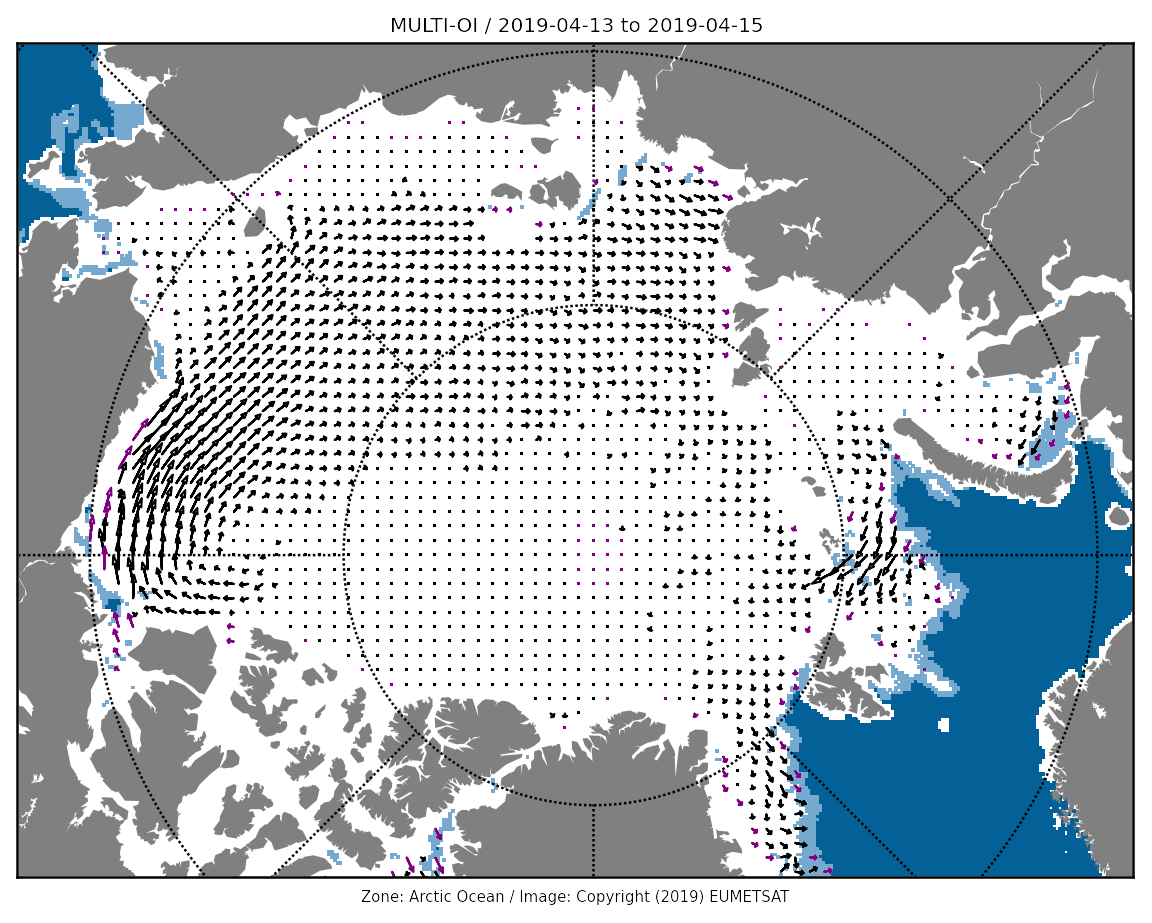 MULTI-OI / 2019-04-13 to 2019-04-15
Zone: Arctic Ocean / Image: Copyright (2019) EUMETSAT